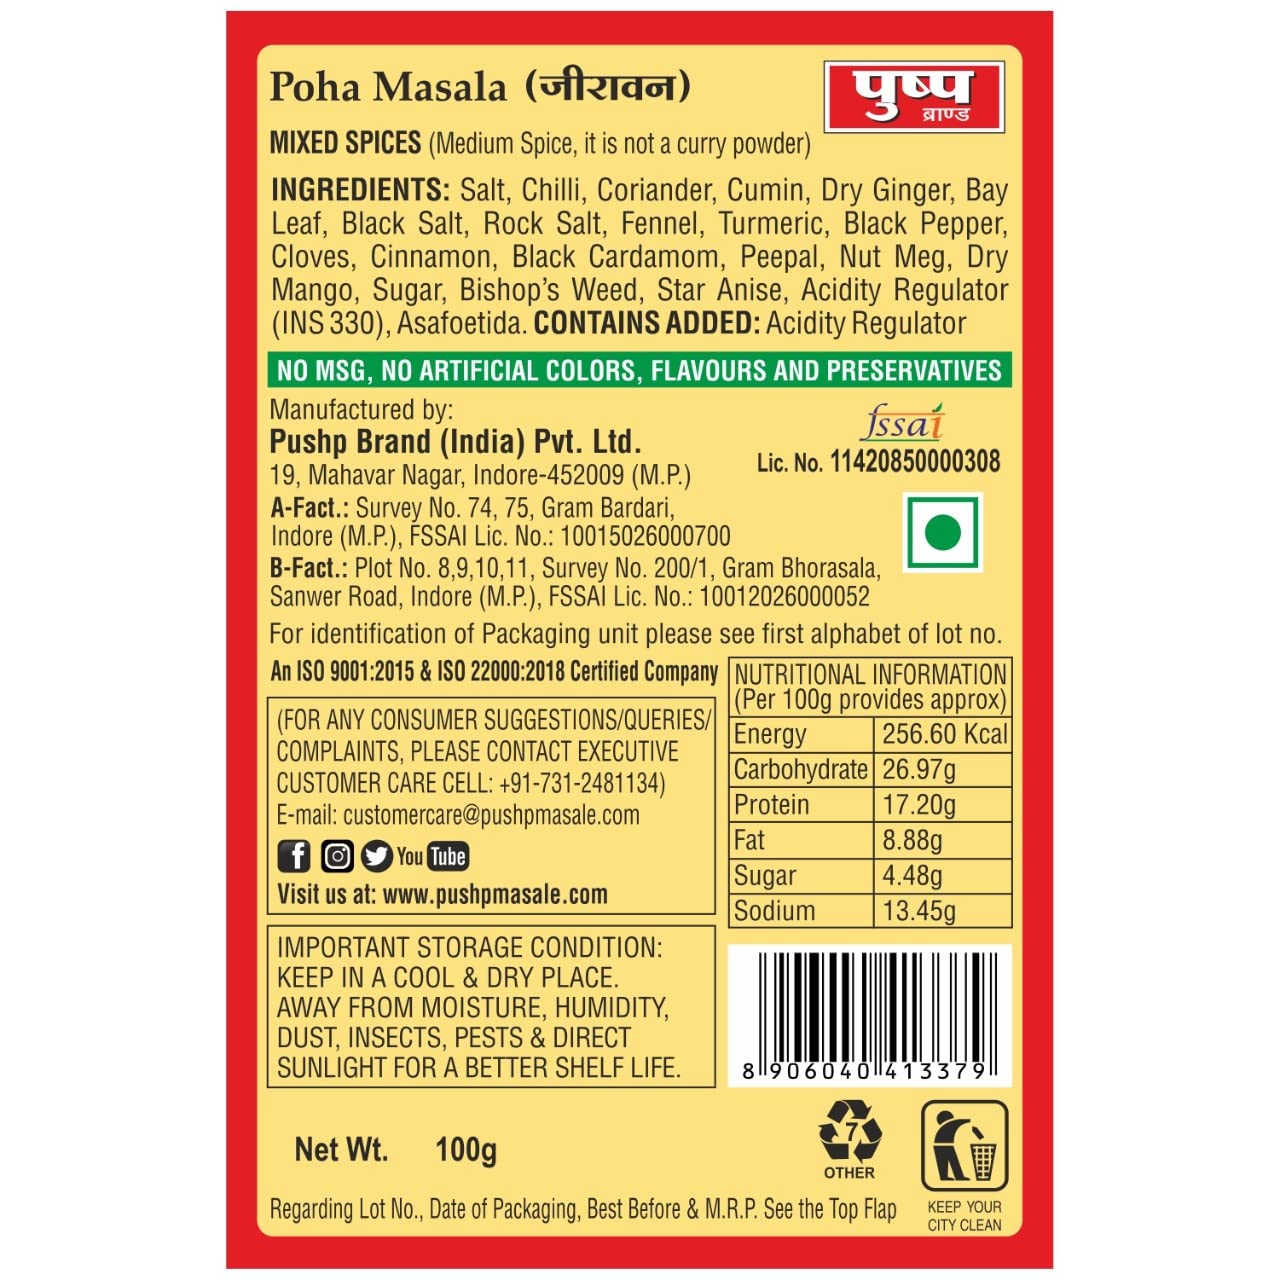 Poha Masala (जीरावन)
पुष्प
ब्राण्ड
MIXED SPICES (Medium Spice, it is not a curry powder)
INGREDIENTS: Salt, Chilli, Coriander, Cumin, Dry Ginger, Bay
Leaf, Black Salt, Rock Salt, Fennel, Turmeric, Black Pepper,
Cloves, Cinnamon, Black Cardamom, Peepal, Nut Meg, Dry
Mango, Sugar, Bishop's Weed, Star Anise, Acidity Regulator
(INS 330), Asafoetida. CONTAINS ADDED: Acidity Regulator
NO MSG, NO ARTIFICIAL COLORS, FLAVOURS AND PRESERVATIVES
Manufactured by:
Pushp Brand (India) Pvt. Ltd.
19, Mahavar Nagar, Indore-452009 (M.P.)
fssai
Lic. No. 11420850000308
A-Fact.: Survey No. 74, 75, Gram Bardari,
Indore (M.P.), FSSAI Lic. No.: 10015026000700
B-Fact.: Plot No. 8,9,10,11, Survey No. 200/1, Gram Bhorasala,
Sanwer Road, Indore (M.P.), FSSAI Lic. No.: 10012026000052
For identification of Packaging unit please see first alphabet of lot no.
An ISO 9001:2015 & ISO 22000:2018 Certified Company
(FOR ANY CONSUMER SUGGESTIONS/QUERIES/
COMPLAINTS, PLEASE CONTACT EXECUTIVE
CUSTOMER CARE CELL: +91-731-2481134)
E-mail: customercare@pushpmasale.com
f You Tube
Visit us at: www.pushpmasale.com
NUTRITIONAL INFORMATION
(Per 100g provides approx)
Energy 256.60 Kcal
Carbohydrate 26.97g
Protein 17.20g
Fat 8.88g
Sugar 4.48g
Sodium 13.45g
IMPORTANT STORAGE CONDITION:
KEEP IN A COOL & DRY PLACE.
AWAY FROM MOISTURE, HUMIDITY,
DUST, INSECTS, PESTS & DIRECT
SUNLIGHT FOR A BETTER SHELF LIFE.
8 906040 413379
Net Wt. 100g
7
OTHER
KEEP YOUR
CITY CLEAN
Regarding Lot No., Date of Packaging, Best Before & M.R.P. See the Top Flap